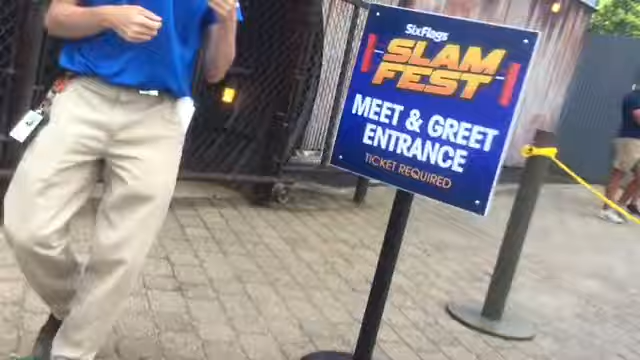 SixFlags
SLAM
FEST
MEET & GREET
ENTRANCE
TICKET REQUIRED